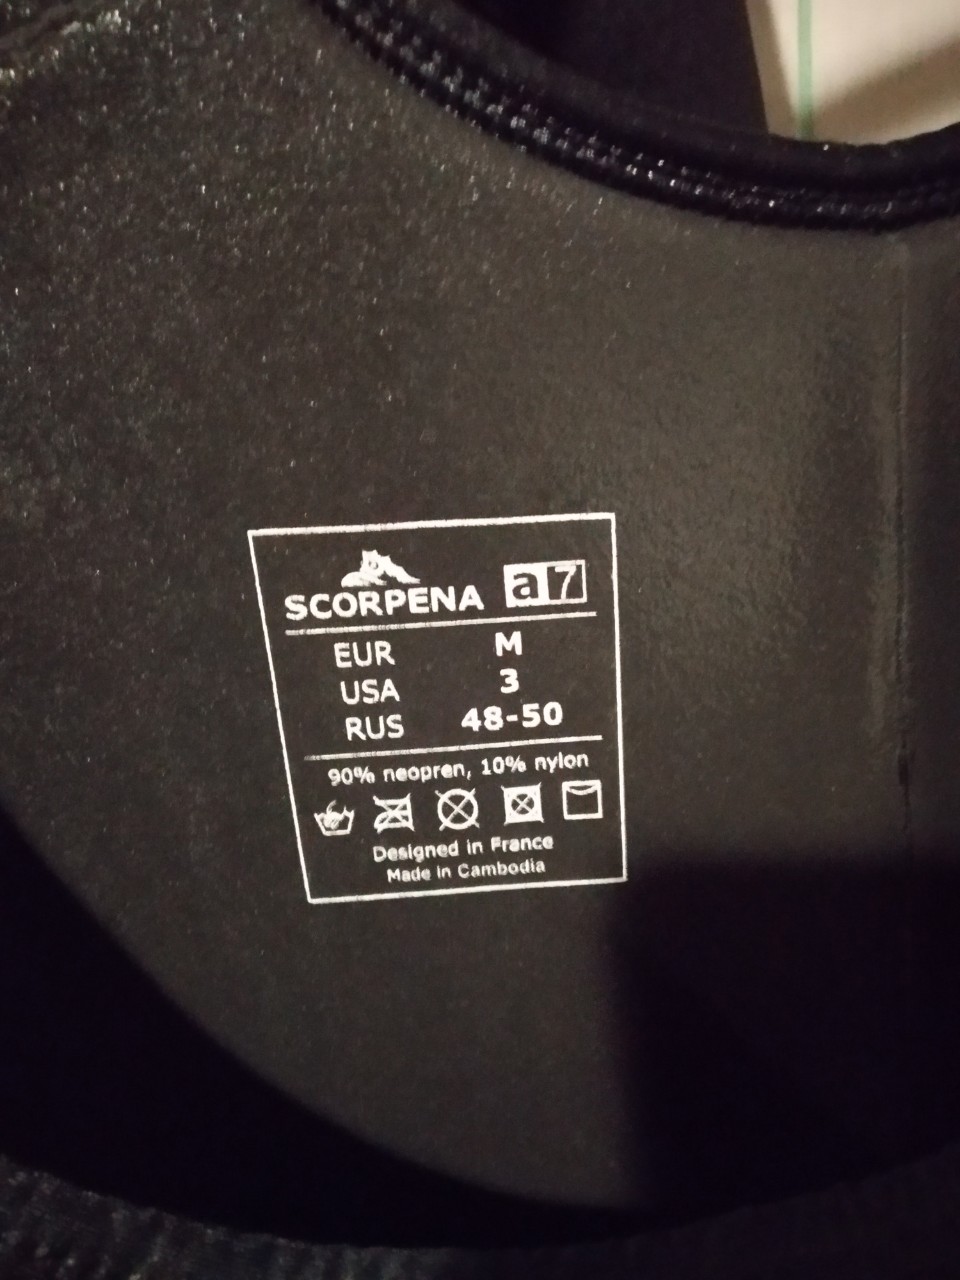 SCORPENA a7
EUR M
USA 3
RUS 48-50
90% neopren, 10% nylon
Designed in France
Made in Cambodia